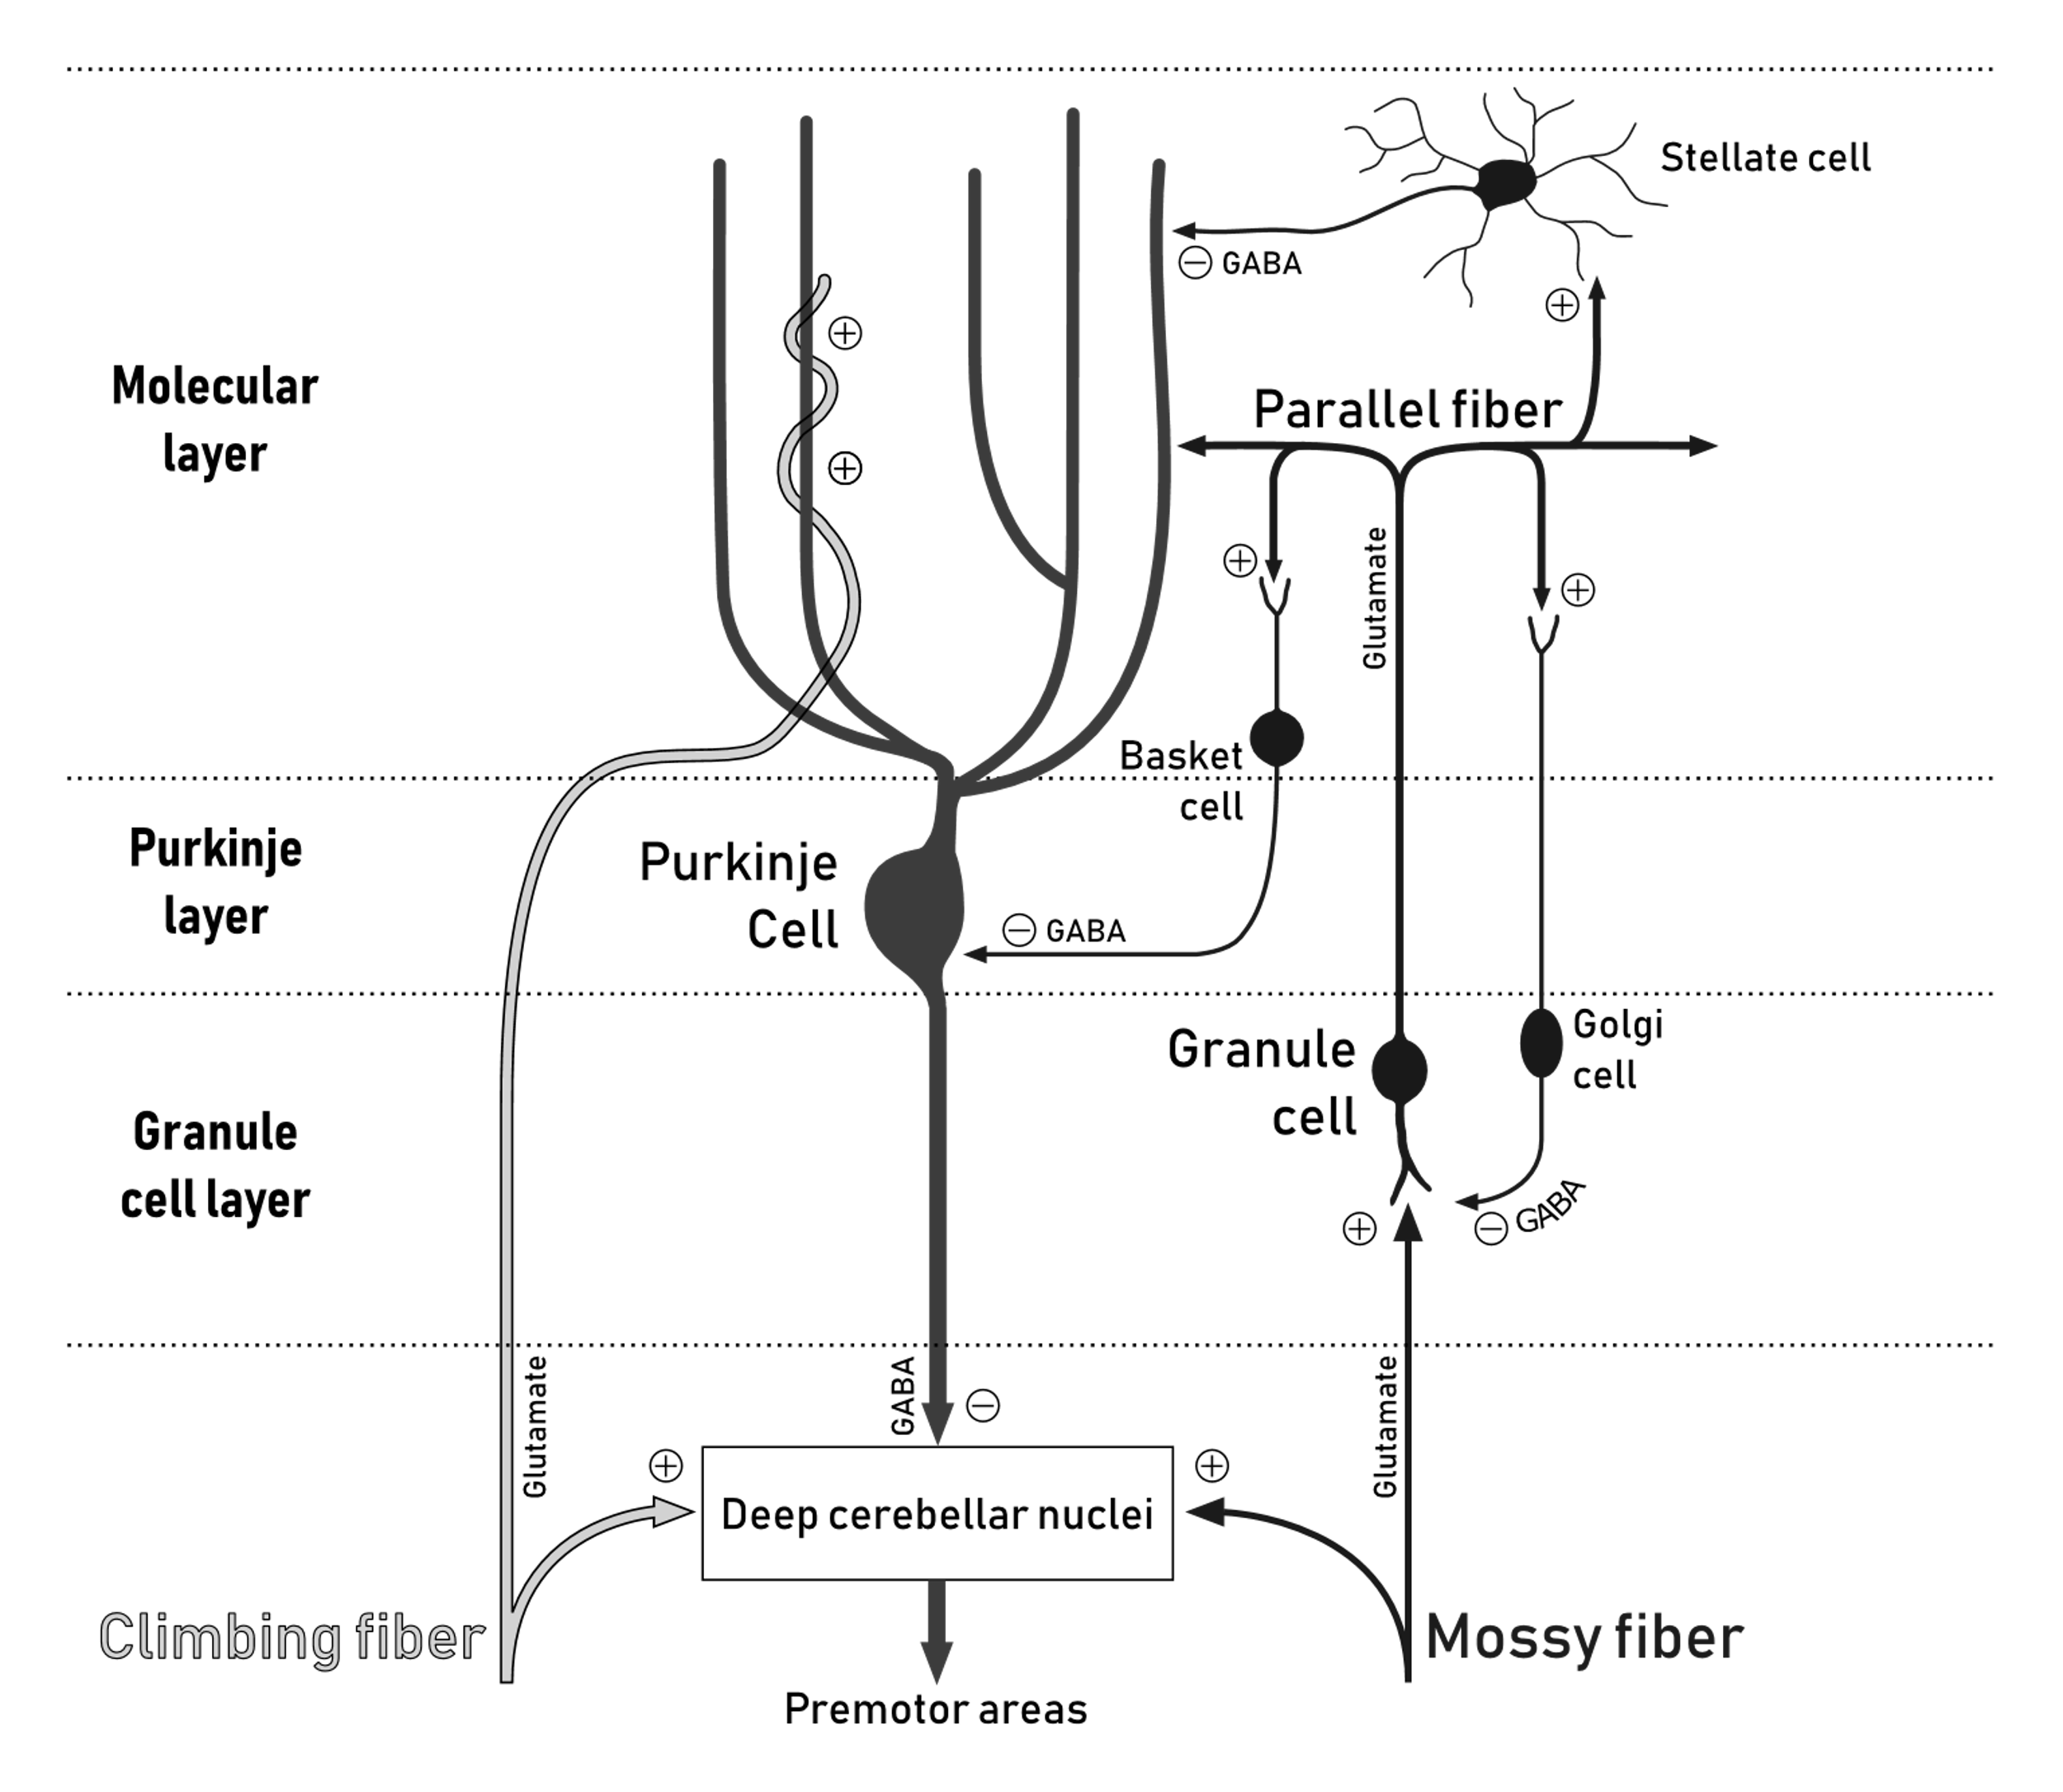 Stellate cell
⊖ GABA
⊕
⊕
Molecular
layer
Parallel fiber
⊕
⊕
⊕
Glutamate
Basket
cell
Purkinje
layer
Purkinje
Cell
⊖ GABA
Granule
cell
Golgi
cell
Granule
cell layer
⊕
⊖ GABA
Glutamate
GABA
⊖
Glutamate
⊕
⊕
Deep cerebellar nuclei
Climbing fiber
Mossy fiber
Premotor areas